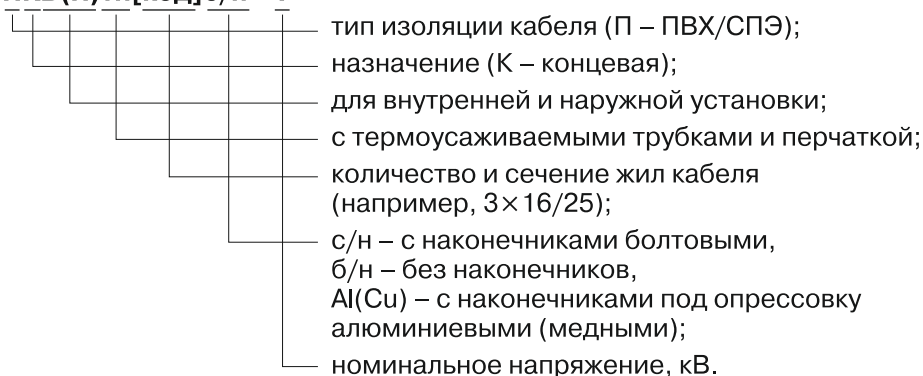 тип изоляции кабеля (П – ПВХ/СПЭ);
назначение (К – концевая);
для внутренней и наружной установки;
с термоусаживаемыми трубками и перчаткой;
количество и сечение жил кабеля
(например, 3×16/25);
с/н – с наконечниками болтовыми,
б/н – без наконечников,
Al(Cu) – с наконечниками под опрессовку
алюминиевыми (медными);
номинальное напряжение, кВ.